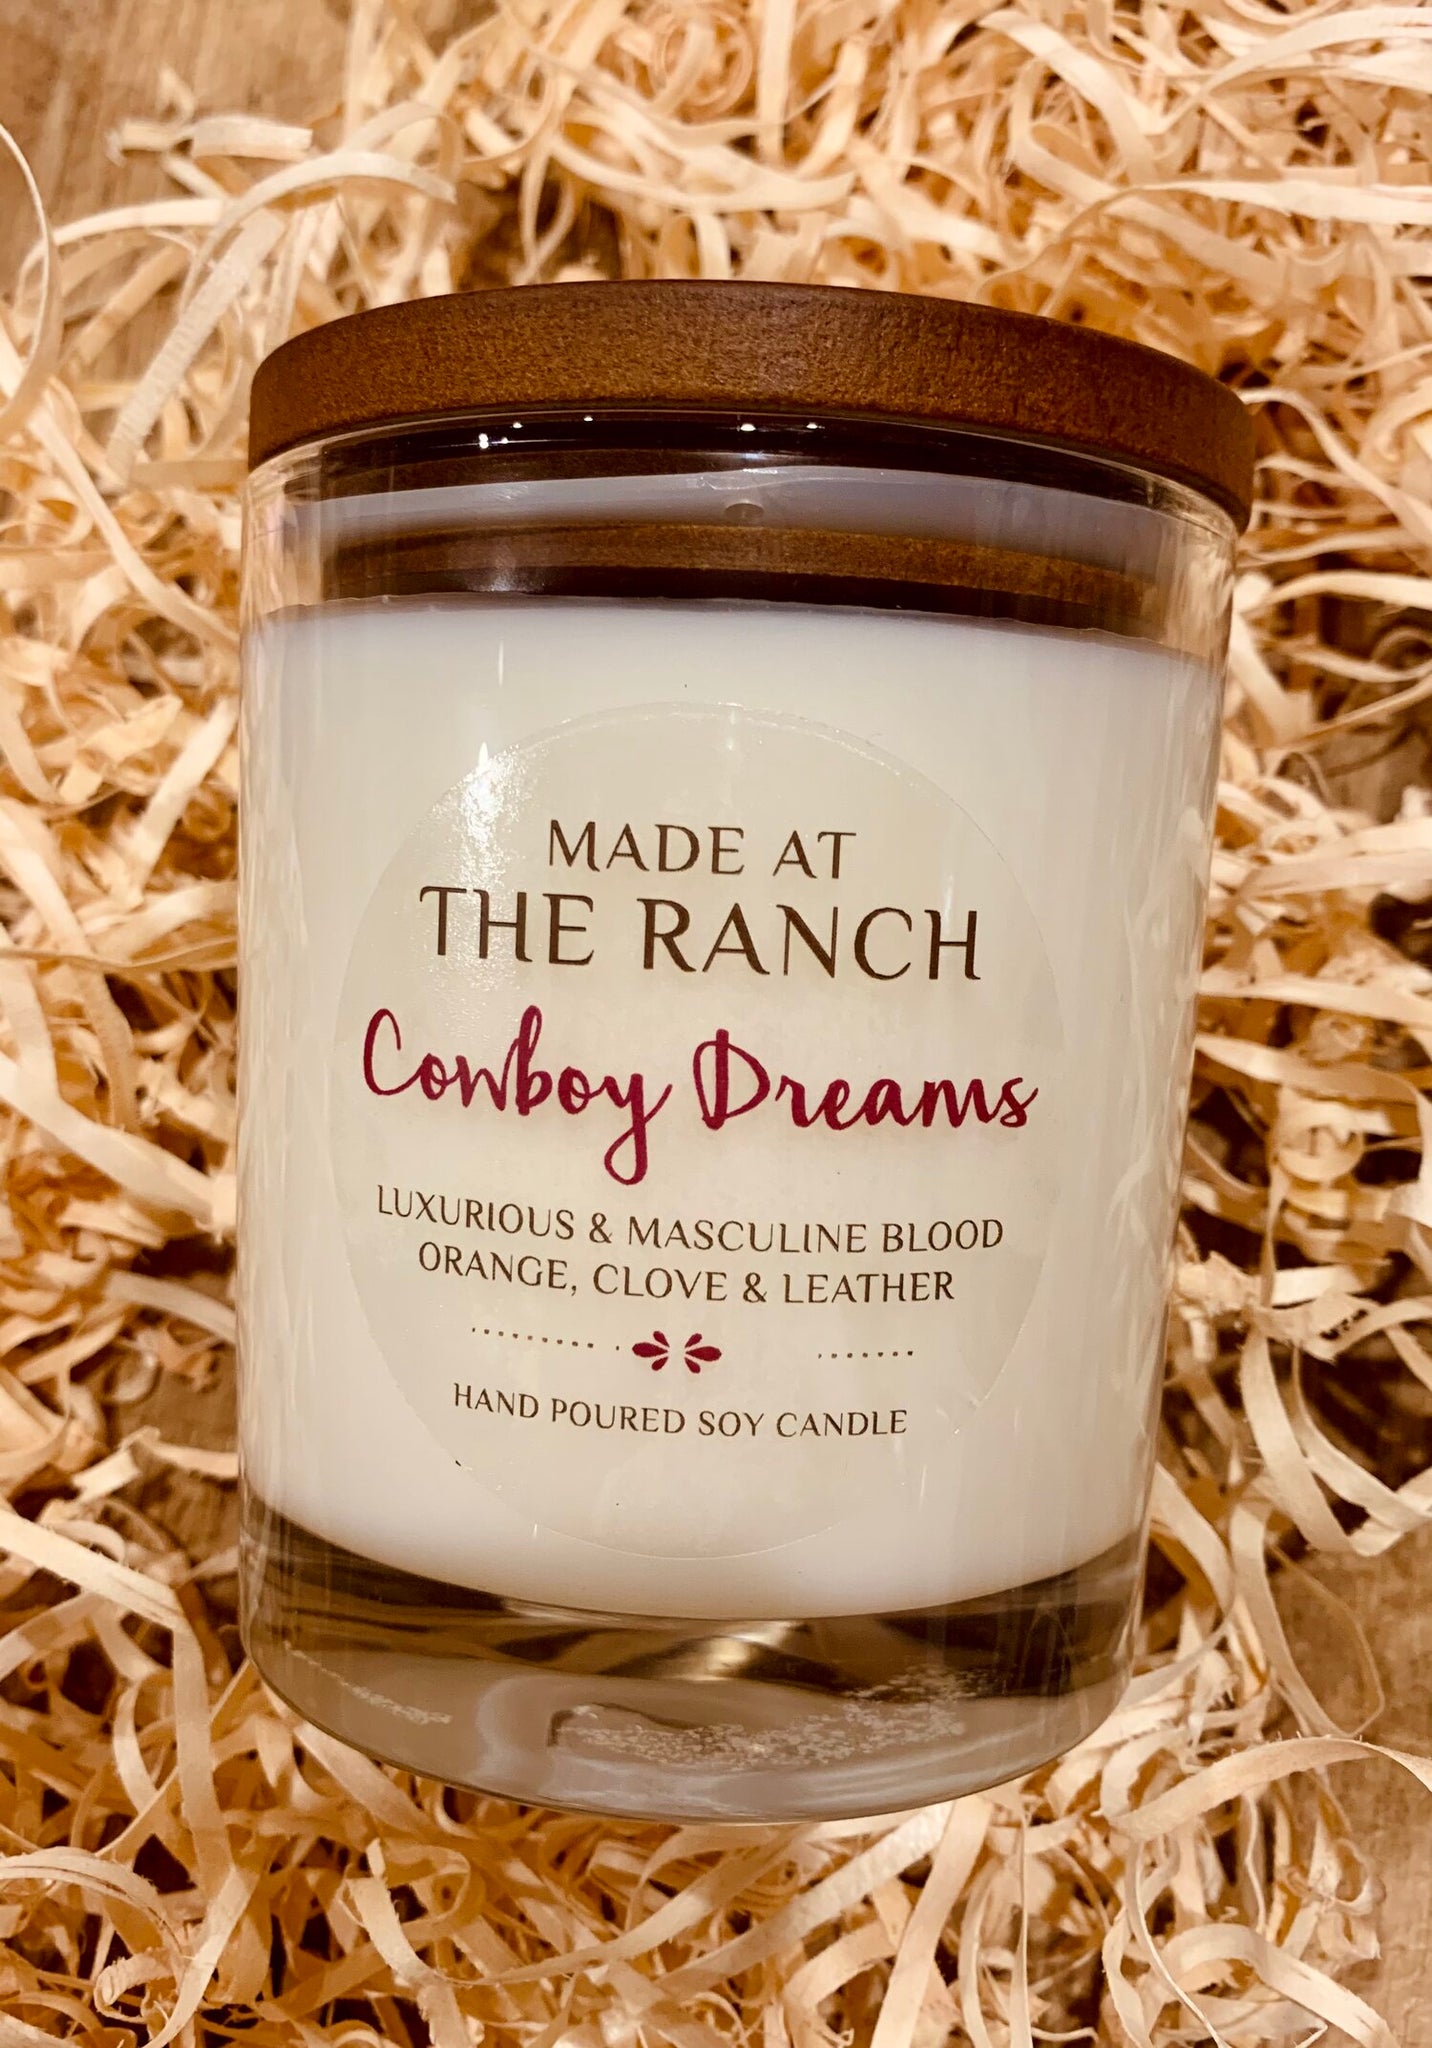 MADE AT
THE RANCH
Cowboy Dreams
LUXURIOUS & MASCULINE BLOOD
ORANGE, CLOVE & LEATHER
HAND POURED SOY CANDLE